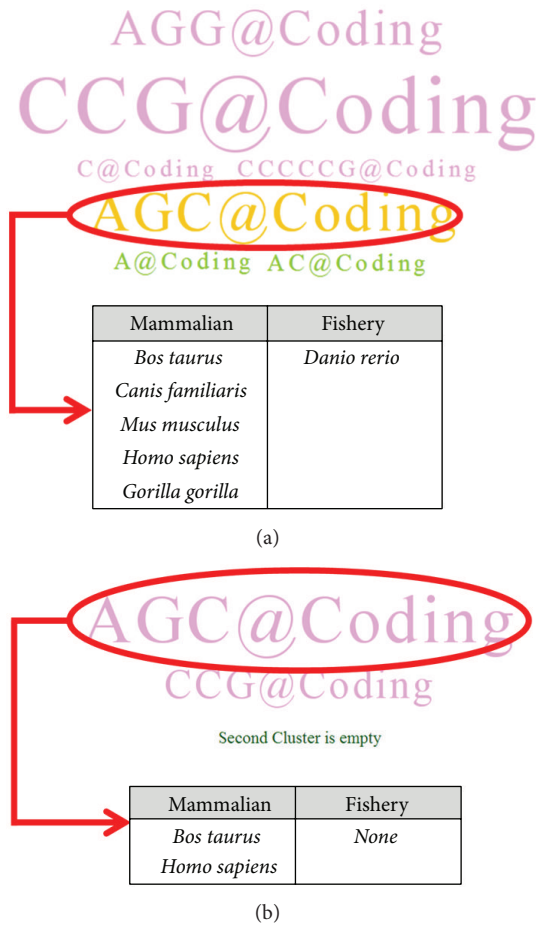 AGG@Coding
CCG@Coding
C@Coding CCCCCG@Coding
AGC@Coding
A@Coding AC@Coding
Mammalian Fishery
Bos taurus Danio rerio
Canis familiaris
Mus musculus
Homo sapiens
Gorilla gorilla
(a)
AGC@Coding
CCG@Coding
Second Cluster is empty
Mammalian Fishery
Bos taurus None
Homo sapiens
(b)